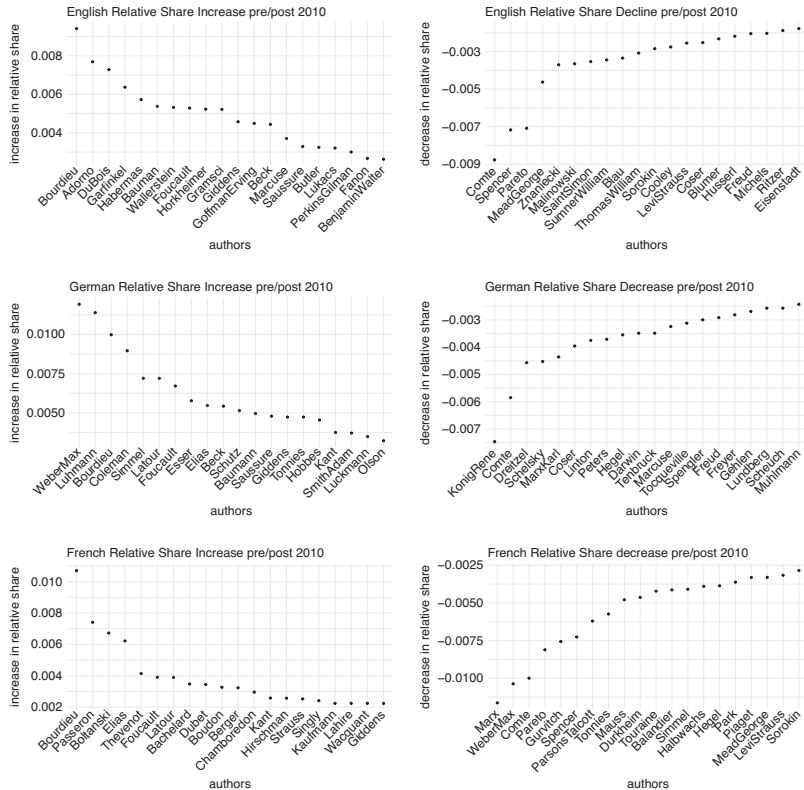 English Relative Share Increase pre/post 2010
increase in relative share
0.008
0.006
0.004
Bourdieu
Adorno
DuBois
Garfinkel
Habermas
Bauman
Wallerstein
Foucault
Horkheimer
Gramsci
Giddens
GoffmanErving
Beck
Marcuse
Saussure
Butler
Lukacs
PerkinsGilman
Fanon
BenjaminWalter
authors
English Relative Share Decline pre/post 2010
decrease in relative share
−0.003
−0.005
−0.007
−0.009
Comte
Spencer
Pareto
MeadGeorge
Znaniecki
Malinowski
SaintSimon
SumnerWilliam
Blau
ThomasWilliam
Sorokin
Cooley
LeviStrauss
Coser
Blumer
Husserl
Freud
Michels
Ritzer
Eisenstadt
authors
German Relative Share Increase pre/post 2010
increase in relative share
0.0100
0.0075
0.0050
WeberMax
Luhmann
Bourdieu
Coleman
Simmel
Latour
Foucault
Esser
Elias
Beck
Schutz
Baumann
Saussure
Giddens
Tonnies
Hobbes
Kant
SmithAdam
Luckmann
Olson
authors
German Relative Share Decrease pre/post 2010
decrease in relative share
−0.003
−0.004
−0.005
−0.006
−0.007
KonigRene
Comte
Dreitzel
Schelsky
MarxKarl
Coser
Linton
Peters
Hegel
Darwin
Tenbruck
Marcuse
Tocqueville
Spengler
Freud
Freyer
Gehlen
Lundberg
Scheuch
Muhlmann
authors
French Relative Share Increase pre/post 2010
increase in relative share
0.010
0.008
0.006
0.004
0.002
Bourdieu
Passeron
Boltanski
Elias
Thevenot
Foucault
Latour
Bachelard
Dubet
Boudon
Berger
Chamboredon
Kant
Hirschman
Strauss
Singly
Kaufmann
Lahire
Wacquant
Giddens
authors
French Relative Share decrease pre/post 2010
decrease in relative share
−0.0025
−0.0050
−0.0075
−0.0100
Marx
WeberMax
Comte
Pareto
Gurvitch
Spencer
ParsonsTalcott
Tonnies
Mauss
Durkheim
Touraine
Balandier
Simmel
Halbwachs
Hegel
Park
Piaget
MeadGeorge
LeviStrauss
Sorokin
authors